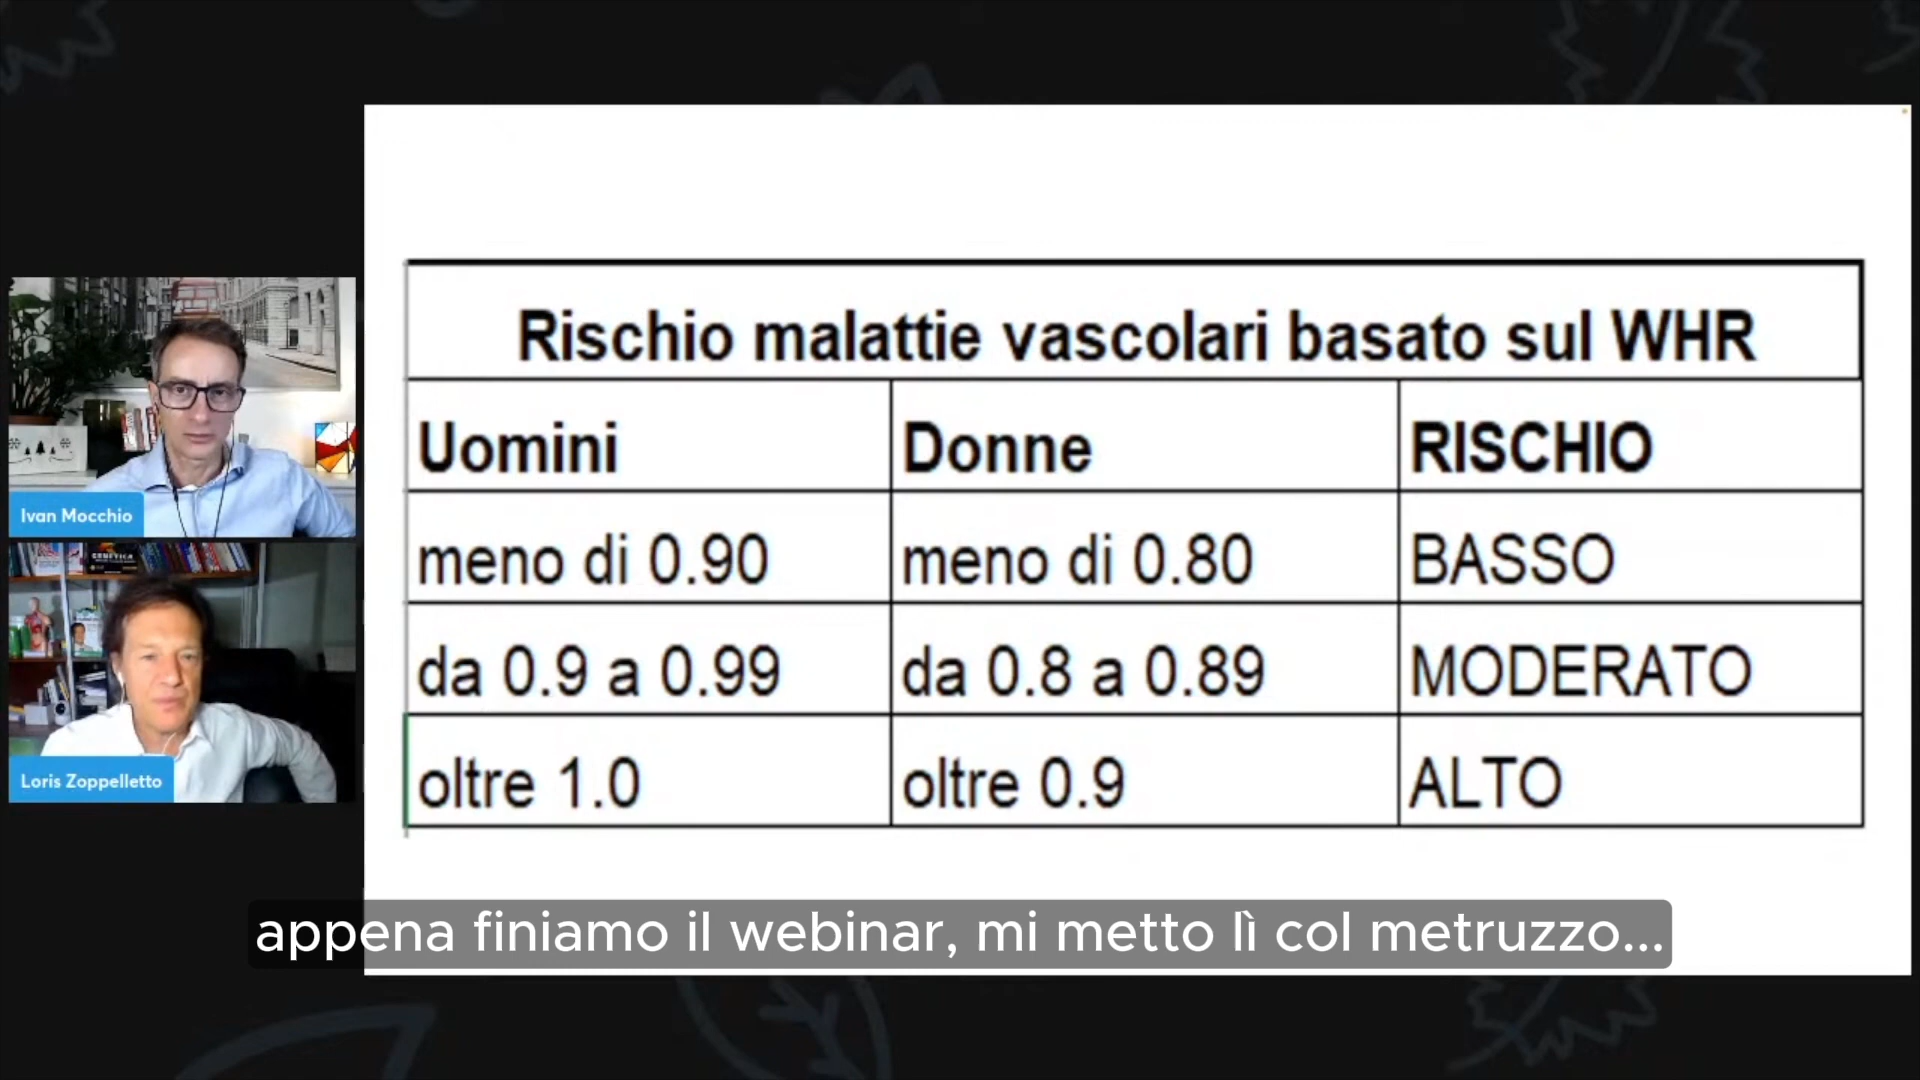 Rischio malattie vascolari basato sul WHR
Uomini Donne RISCHIO
meno di 0.90 meno di 0.80 BASSO
da 0.9 a 0.99 da 0.8 a 0.89 MODERATO
oltre 1.0 oltre 0.9 ALTO
Ivan Mocchio
GENETICA
Loris Zoppelletto
appena finiamo il webinar, mi metto lì col metruzzo...